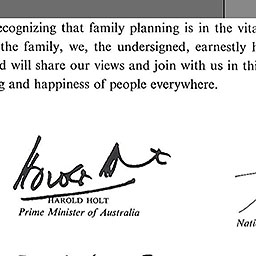 ecognizing that family planning is in the vita
the family, we, the undersigned, earnestly h
d will share our views and join with us in thi
g and happiness of people everywhere.
Harold Holt
HAROLD HOLT
Prime Minister of Australia
Nati